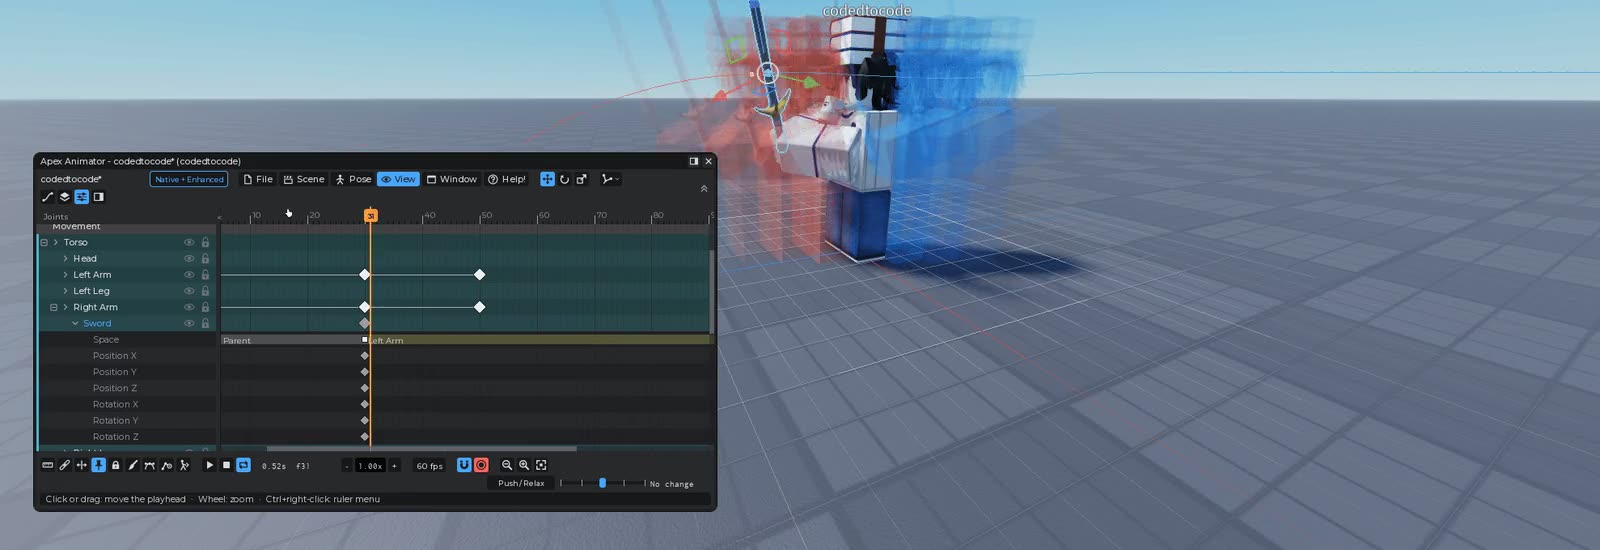 codedtocode
Apex Animator - codedtocode* (codedtocode)
codedtocode*
Native + Enhanced
File
Scene
Pose
View
Window
Help!
Joints
10
20
31
40
50
60
70
80
Movement
Torso
Head
Left Arm
Left Leg
Right Arm
Sword
Space
Parent
Left Arm
Position X
Position Y
Position Z
Rotation X
Rotation Y
Rotation Z
0.52s f31
- 1.00x +
60 fps
Push/Relax
No change
Click or drag: move the playhead · Wheel: zoom · Ctrl+right-click: ruler menu